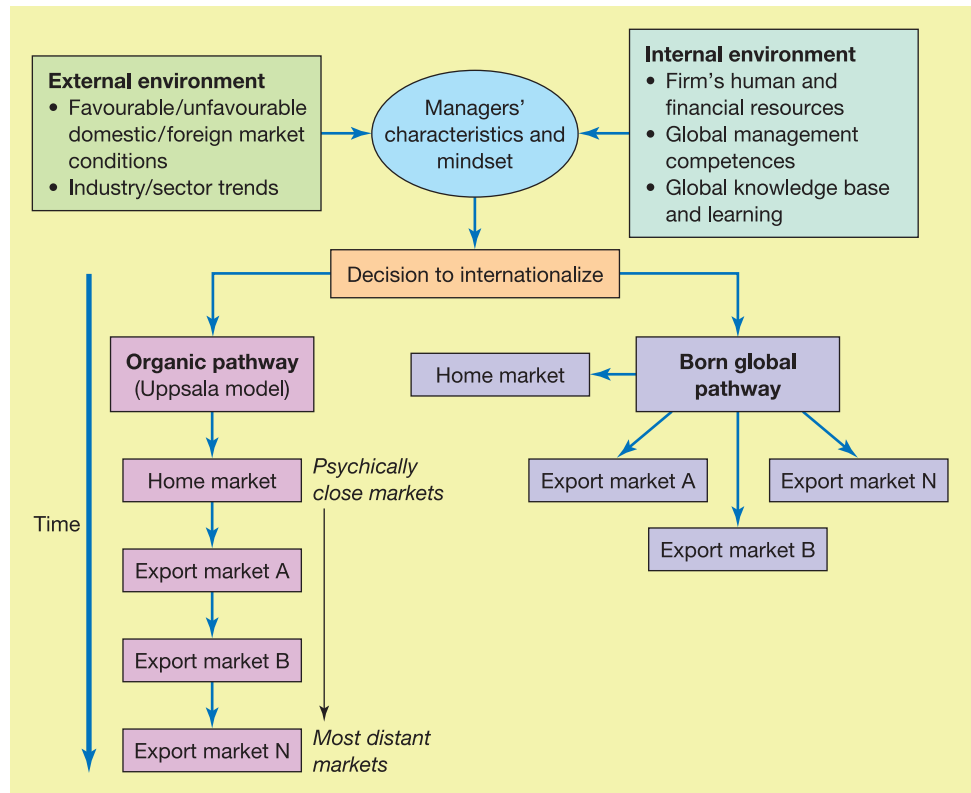 External environment
• Favourable/unfavourable
domestic/foreign market
conditions
• Industry/sector trends
Managers’
characteristics and
mindset
Internal environment
• Firm’s human and
financial resources
• Global management
competences
• Global knowledge base
and learning
Decision to internationalize
Organic pathway
(Uppsala model)
Home market
Born global
pathway
Home market
Psychically
close markets
Export market A
Export market N
Export market B
Time
Export market A
Export market B
Export market N
Most distant
markets